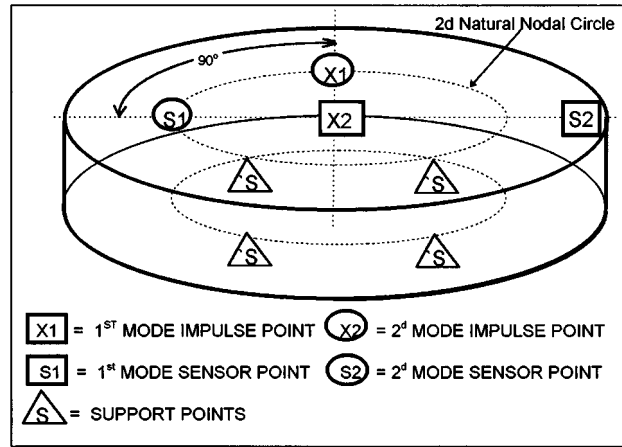 2d Natural Nodal Circle
90º
X1
S1
X2
S2
S
S
S
S
X1 = 1ST MODE IMPULSE POINT X2 = 2d MODE IMPULSE POINT
S1 = 1st MODE SENSOR POINT S2 = 2d MODE SENSOR POINT
S = SUPPORT POINTS